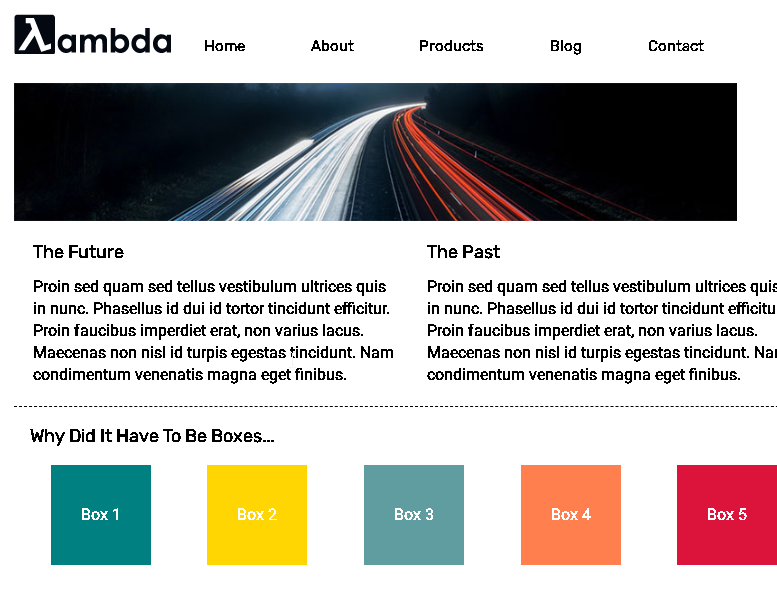 λambda
Home About Products Blog Contact
The Future
Proin sed quam sed tellus vestibulum ultrices quis
in nunc. Phasellus id dui id tortor tincidunt efficitur.
Proin faucibus imperdiet erat, non varius lacus.
Maecenas non nisl id turpis egestas tincidunt. Nam
condimentum venenatis magna eget finibus.
The Past
Proin sed quam sed tellus vestibulum ultrices quis
in nunc. Phasellus id dui id tortor tincidunt efficitu
Proin faucibus imperdiet erat, non varius lacus.
Maecenas non nisl id turpis egestas tincidunt. Na
condimentum venenatis magna eget finibus.
Why Did It Have To Be Boxes...
Box 1 Box 2 Box 3 Box 4 Box 5